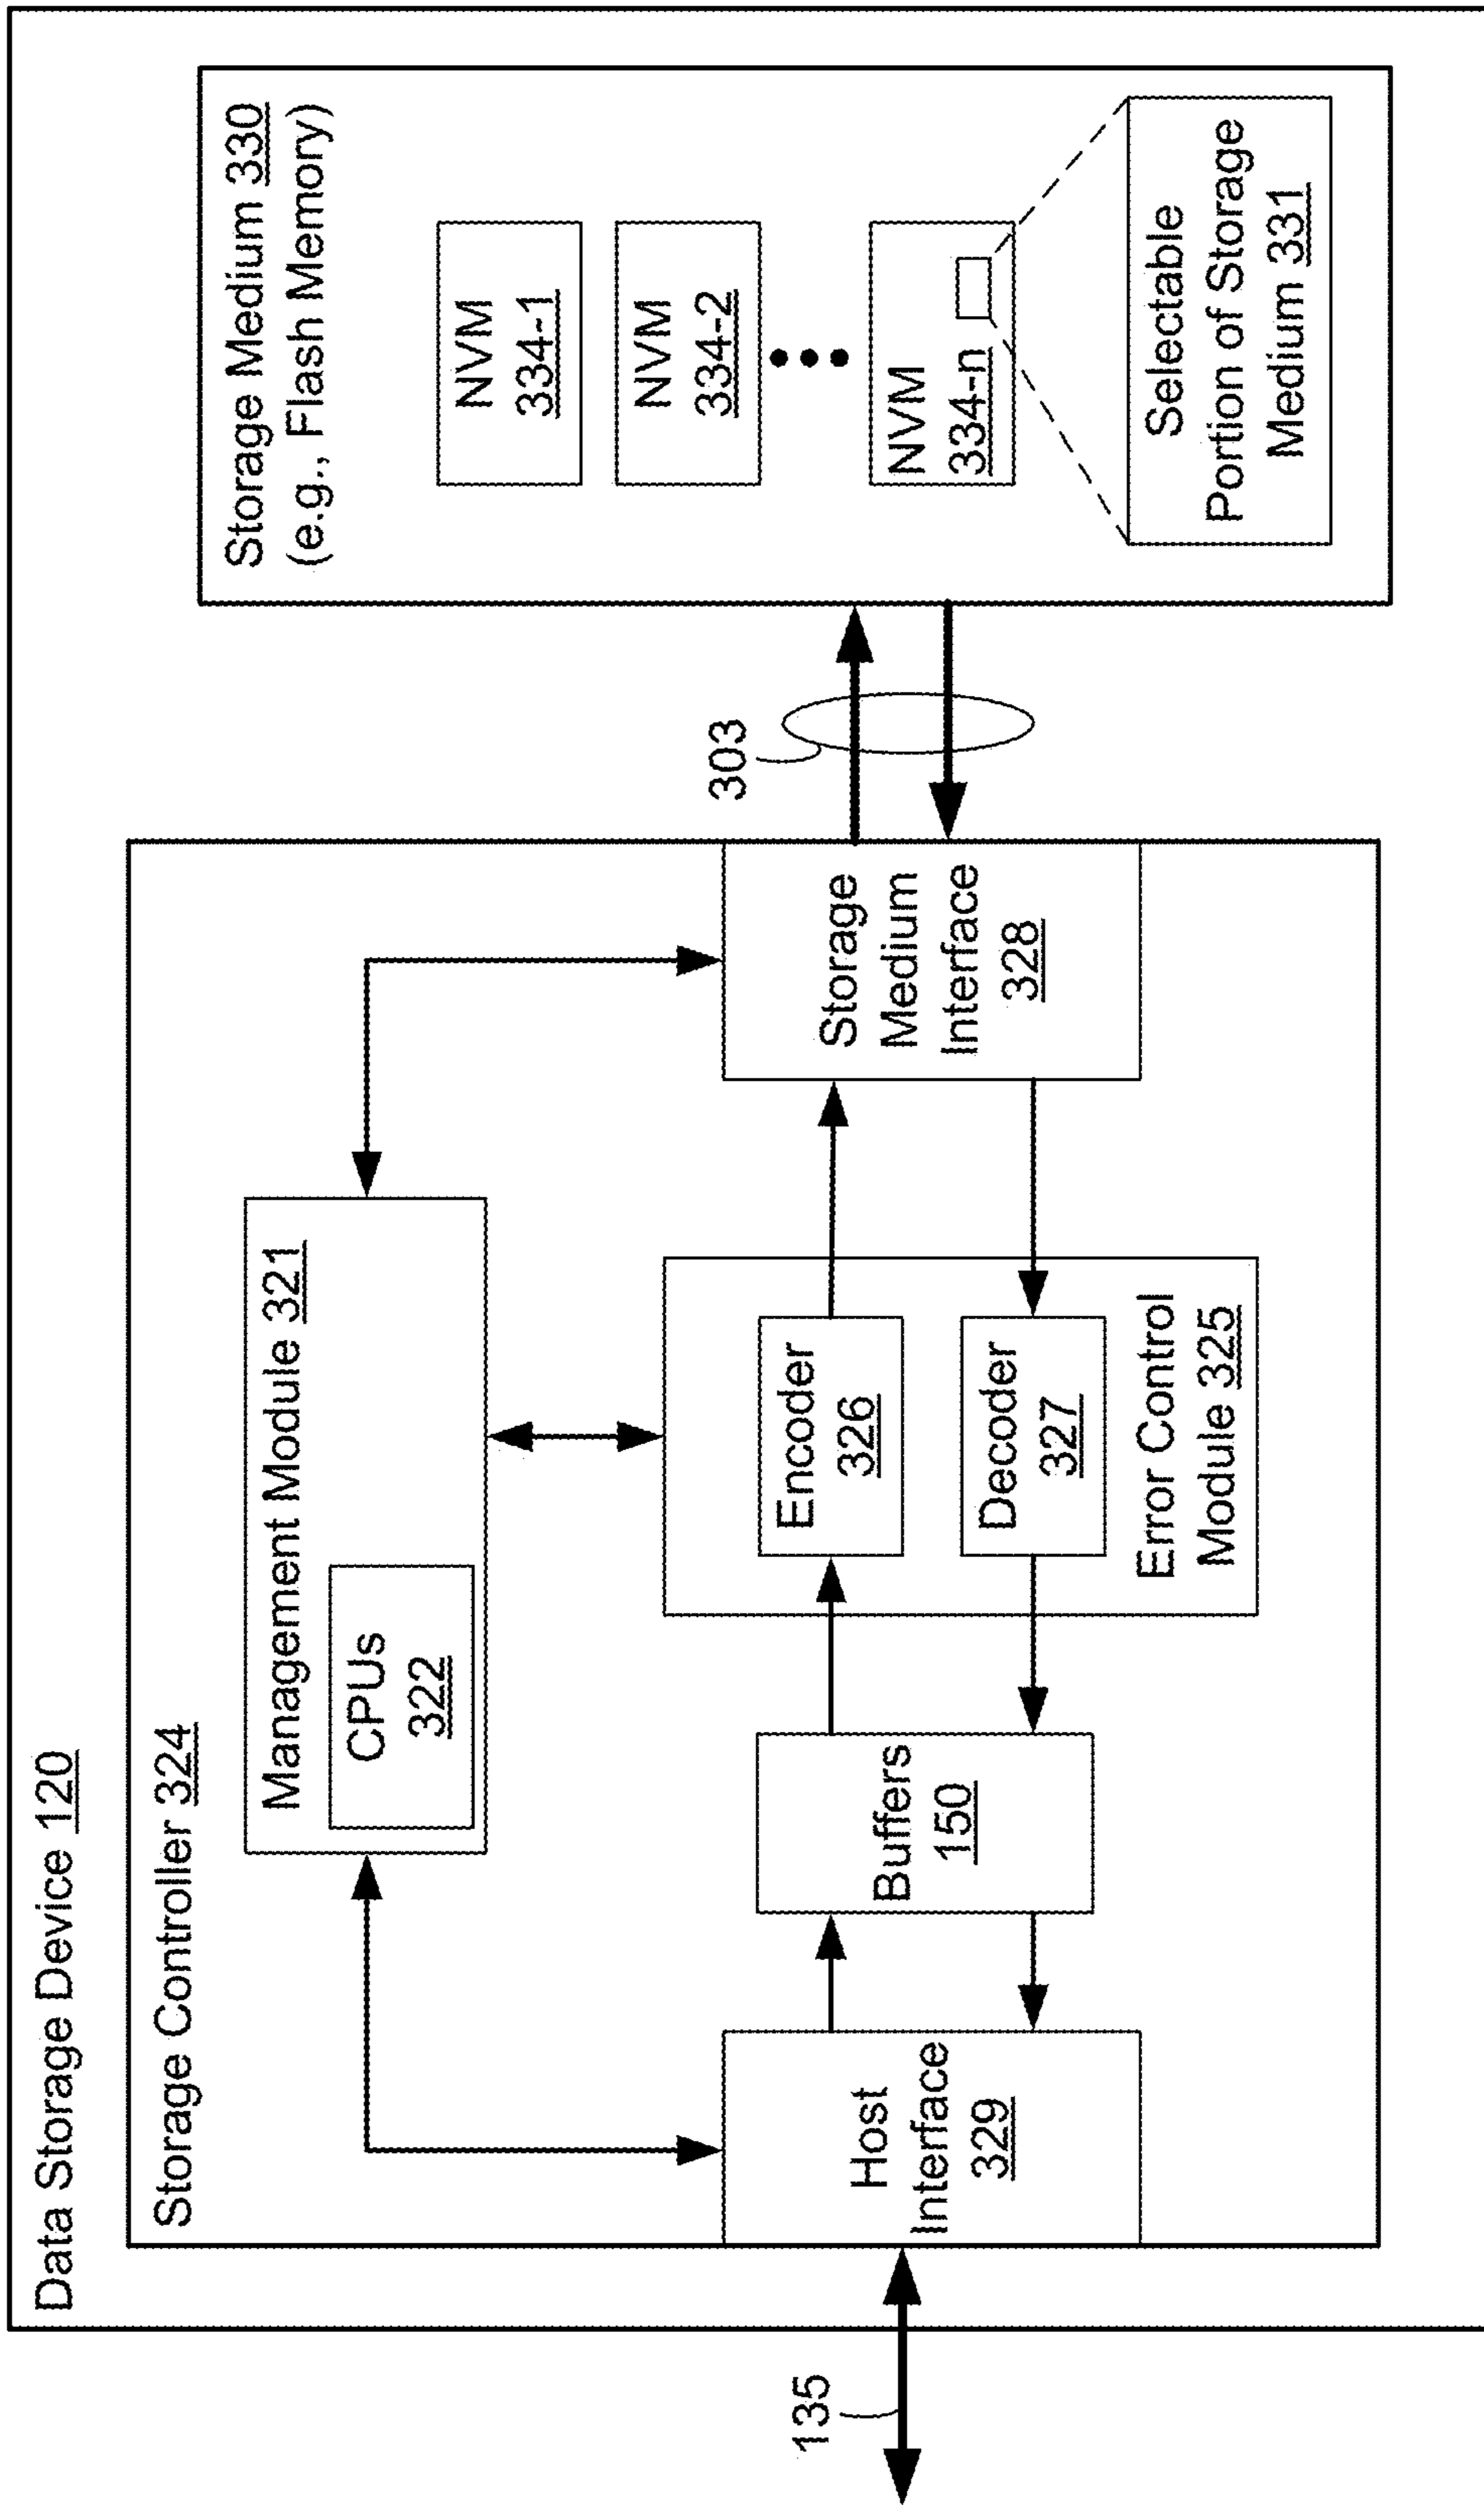 Data Storage Device 120
Storage Controller 324
Management Module 321
CPUs
322
135
Host
Interface
329
Buffers
150
Encoder
326
Decoder
327
Error Control
Module 325
Storage
Medium
Interface
328
303
Storage Medium 330
(e.g., Flash Memory)
NVM
334-1
NVM
334-2
NVM
334-n
Selectable
Portion of Storage
Medium 331